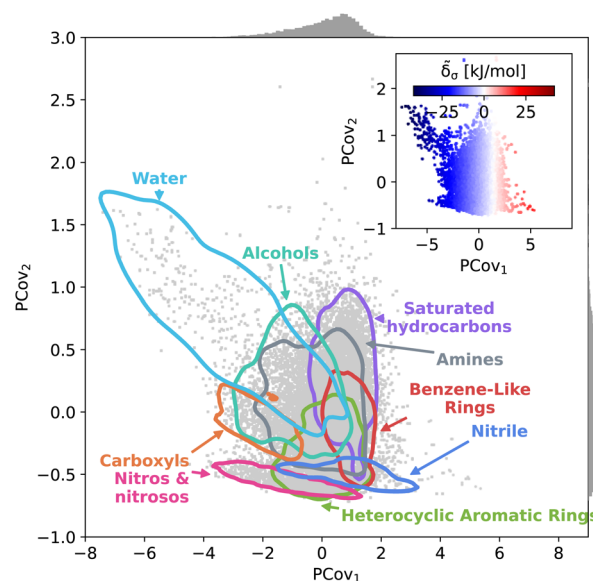 3.0
2.5
2.0
1.5
1.0
0.5
0.0
−0.5
−1.0
PCov₂
−8
−6
−4
−2
0
2
4
6
8
PCov₁
Water
Alcohols
Saturated
hydrocarbons
Amines
Benzene-Like
Rings
Nitrile
Carboxyls
Nitros &
nitrosos
Heterocyclic Aromatic Rings
δ̃σ [kJ/mol]
−25
0
25
2
1
0
−1
PCov₂
−5
0
5
PCov₁